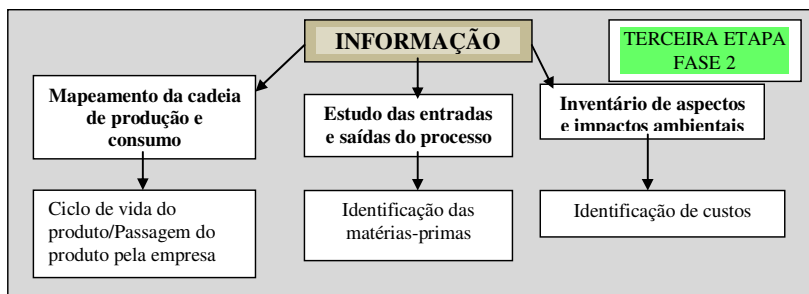 INFORMAÇÃO
TERCEIRA ETAPA
FASE 2
Mapeamento da cadeia
de produção e
consumo
Estudo das entradas
e saídas do processo
Inventário de aspectos
e impactos ambientais
Ciclo de vida do
produto/Passagem do
produto pela empresa
Identificação das
matérias-primas
Identificação de custos